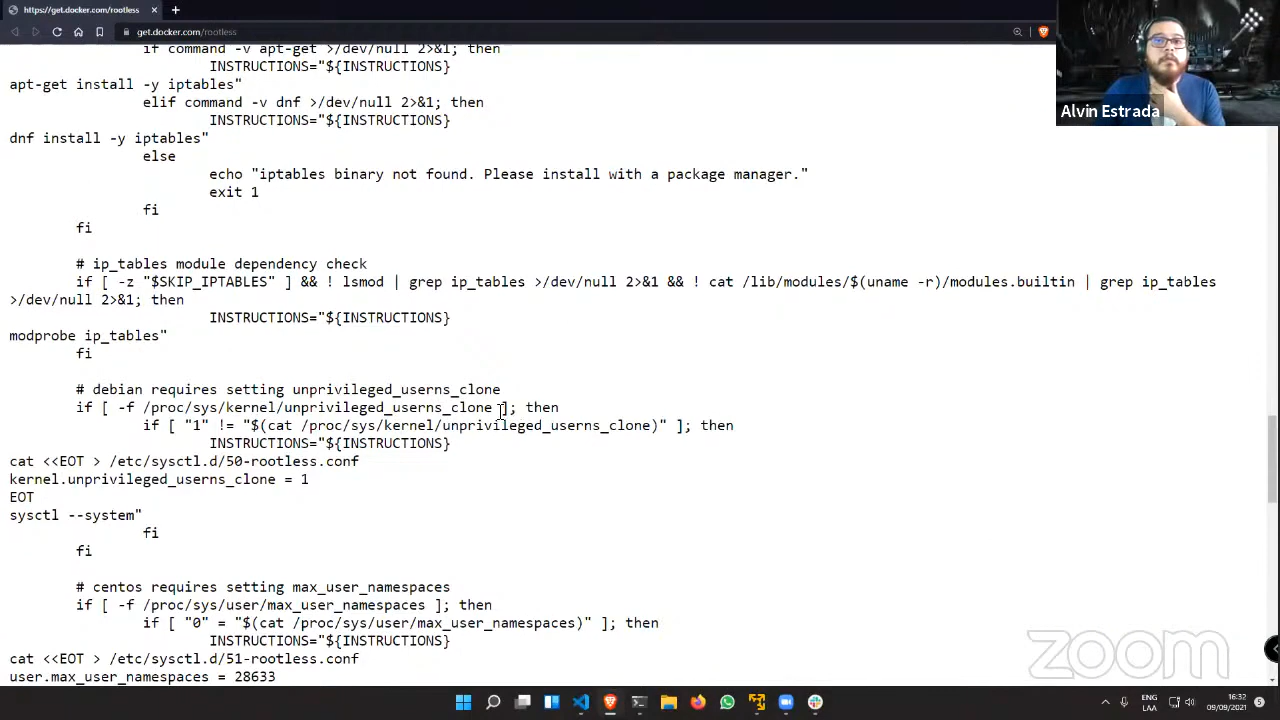 https://get.docker.com/rootless
get.docker.com/rootless
if command -v apt-get >/dev/null 2>&1; then
INSTRUCTIONS="${INSTRUCTIONS}
apt-get install -y iptables"
elif command -v dnf >/dev/null 2>&1; then
INSTRUCTIONS="${INSTRUCTIONS}
dnf install -y iptables"
else
echo "iptables binary not found. Please install with a package manager."
exit 1
fi
fi
# ip_tables module dependency check
if [ -z "$SKIP_IPTABLES" ] && ! lsmod | grep ip_tables >/dev/null 2>&1 && ! cat /lib/modules/$(uname -r)/modules.builtin | grep ip_tables
>/dev/null 2>&1; then
INSTRUCTIONS="${INSTRUCTIONS}
modprobe ip_tables"
fi
# debian requires setting unprivileged_userns_clone
if [ -f /proc/sys/kernel/unprivileged_userns_clone ]; then
if [ "1" != "$(cat /proc/sys/kernel/unprivileged_userns_clone)" ]; then
INSTRUCTIONS="${INSTRUCTIONS}
cat <<EOT > /etc/sysctl.d/50-rootless.conf
kernel.unprivileged_userns_clone = 1
EOT
sysctl --system"
fi
fi
# centos requires setting max_user_namespaces
if [ -f /proc/sys/user/max_user_namespaces ]; then
if [ "0" = "$(cat /proc/sys/user/max_user_namespaces)" ]; then
INSTRUCTIONS="${INSTRUCTIONS}
cat <<EOT > /etc/sysctl.d/51-rootless.conf
user.max_user_namespaces = 28633
Alvin Estrada
zoom
ENG
LAA
16:32
09/09/2021